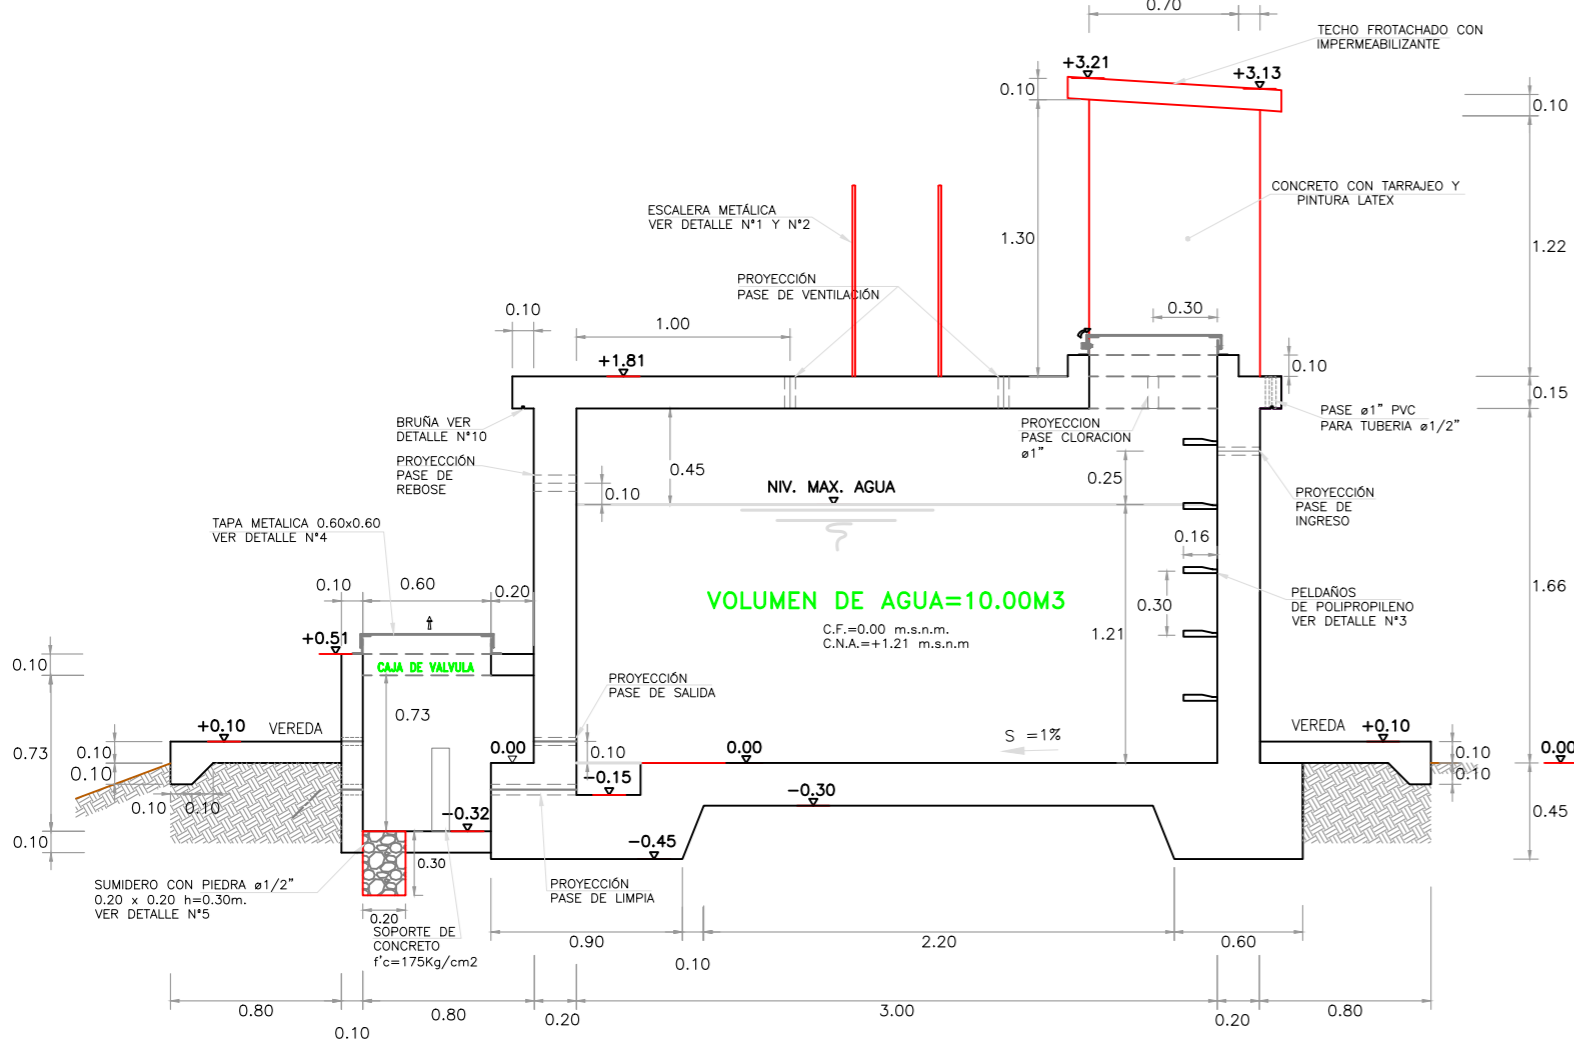 0.70
TECHO FROTACHADO CON
IMPERMEABILIZANTE
+3.21
+3.13
0.10
0.10
CONCRETO CON TARRAJEO Y
PINTURA LATEX
ESCALERA METÁLICA
VER DETALLE N°1 Y N°2
1.30
1.22
PROYECCIÓN
PASE DE VENTILACIÓN
0.10
1.00
0.30
+1.81
0.10
0.15
BRUÑA VER
DETALLE N°10
PROYECCION
PASE CLORACION
ø1"
PASE ø1" PVC
PARA TUBERIA ø1/2"
PROYECCIÓN
PASE DE
REBOSE
0.45
0.10
0.25
NIV. MAX. AGUA
PROYECCIÓN
PASE DE
INGRESO
TAPA METALICA 0.60x0.60
VER DETALLE N°4
0.16
0.10
0.60
0.20
1.66
VOLUMEN DE AGUA=10.00M3
0.30
PELDAÑOS
DE POLIPROPILENO
VER DETALLE N°3
C.F.=0.00 m.s.n.m.
C.N.A.=+1.21 m.s.n.m
1.21
+0.51
0.10
CAJA DE VALVULA
PROYECCIÓN
PASE DE SALIDA
0.73
+0.10
VEREDA
S =1%
VEREDA
+0.10
0.73
0.10
0.10
0.00
0.10
0.00
0.10
0.10
0.00
−0.15
0.10
0.10
−0.30
−0.32
0.45
0.10
−0.45
0.30
SUMIDERO CON PIEDRA ø1/2"
0.20 x 0.20 h=0.30m.
VER DETALLE N°5
PROYECCIÓN
PASE DE LIMPIA
0.20
SOPORTE DE
CONCRETO
f'c=175Kg/cm2
0.90
0.10
2.20
0.60
0.80
0.10
0.80
0.20
3.00
0.20
0.80